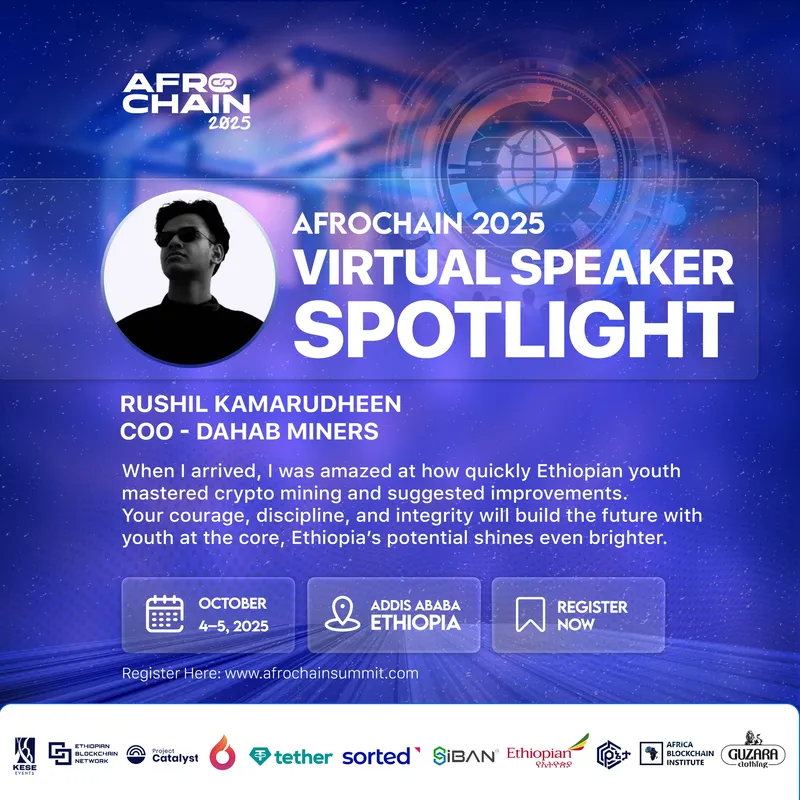 AFRO
CHAIN
2025
AFROCHAIN 2025
VIRTUAL SPEAKER
SPOTLIGHT
RUSHIL KAMARUDHEEN
COO - DAHAB MINERS
When I arrived, I was amazed at how quickly Ethiopian youth
mastered crypto mining and suggested improvements.
Your courage, discipline, and integrity will build the future with
youth at the core, Ethiopia's potential shines even brighter.
OCTOBER
4–5, 2025
ADDIS ABABA
ETHIOPIA
REGISTER
NOW
Register Here: www.afrochainsummit.com
KESE
EVENTS
ETHIOPIAN
BLOCKCHAIN
NETWORK
Project
Catalyst
tether
sorted
SiBAN
Ethiopian
የኢትዮጵያ
AFRICA
BLOCKCHAIN
INSTITUTE
GUZARA
clothing